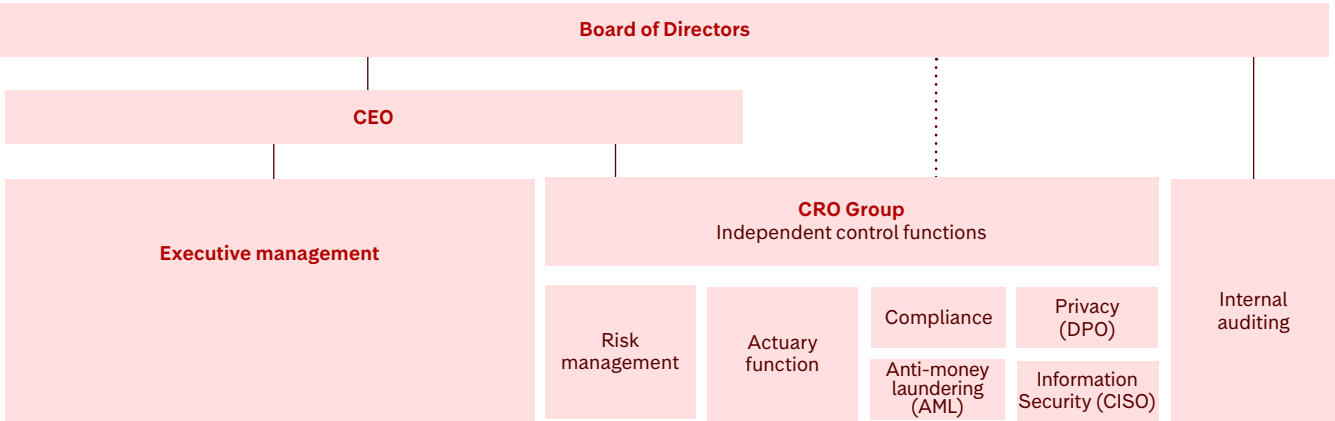 Board of Directors
CEO
Executive management
CRO Group
Independent control functions
Risk
management
Actuary
function
Compliance
Privacy
(DPO)
Anti-money
laundering
(AML)
Information
Security (CISO)
Internal
auditing